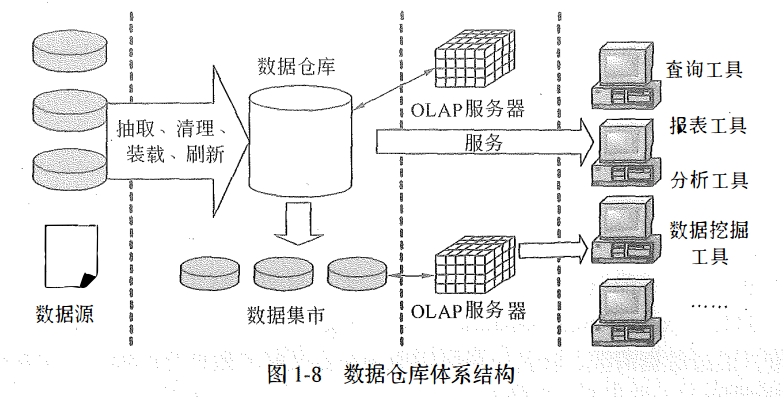 数据仓库
抽取、清理、
装载、刷新
数据源
数据集市
OLAP服务器
服务
OLAP服务器
查询工具
报表工具
分析工具
数据挖掘
工具
……
图 1-8 数据仓库体系结构